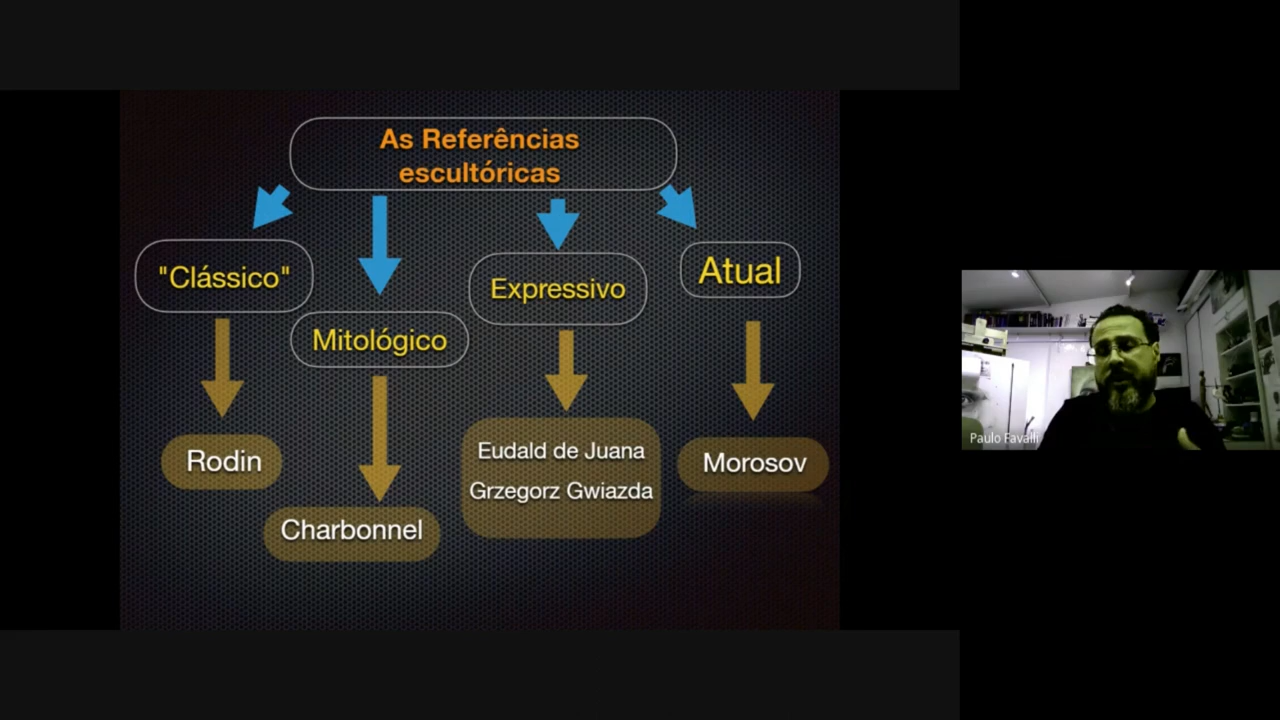 As Referências
escultóricas
"Clássico"
Mitológico
Expressivo
Atual
Rodin
Charbonnel
Eudald de Juana
Grzegorz Gwiazda
Morosov
Paulo Favalli